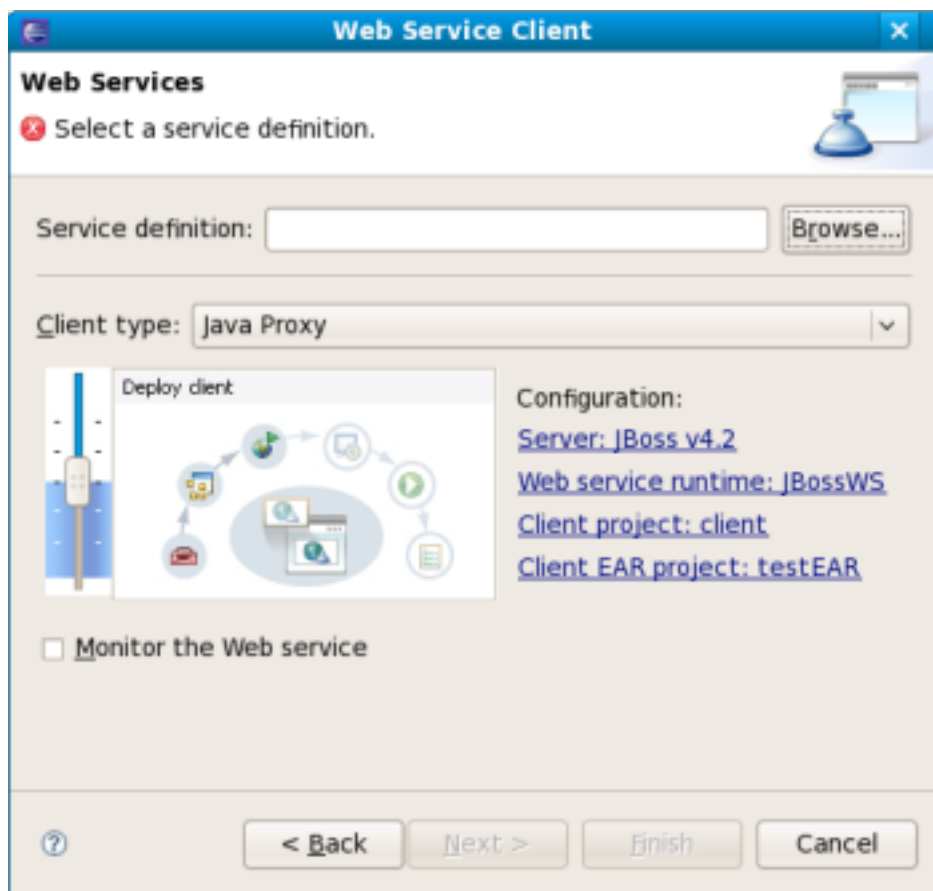 Web Service Client
Web Services
Select a service definition.
Service definition:
Browse...
Client type: Java Proxy
Deploy client
Configuration:
Server: JBoss v4.2
Web service runtime: JBossWS
Client project: client
Client EAR project: testEAR
Monitor the Web service
< Back
Next >
Finish
Cancel